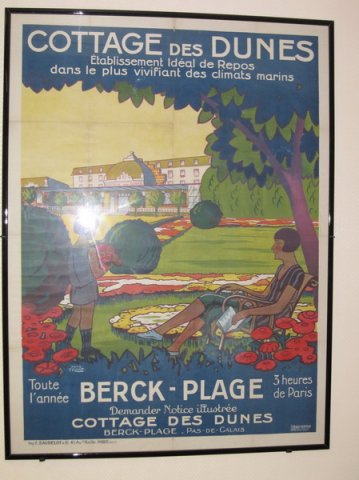 COTTAGE DES DUNES
Etablissement Idéal de Repos
dans le plus vivifiant des climats marins
Toute
l'année
BERCK-PLAGE
3 heures
de Paris
Demander Notice illustrée
COTTAGE DES DUNES
BERCK-PLAGE, PAS-DE-CALAIS